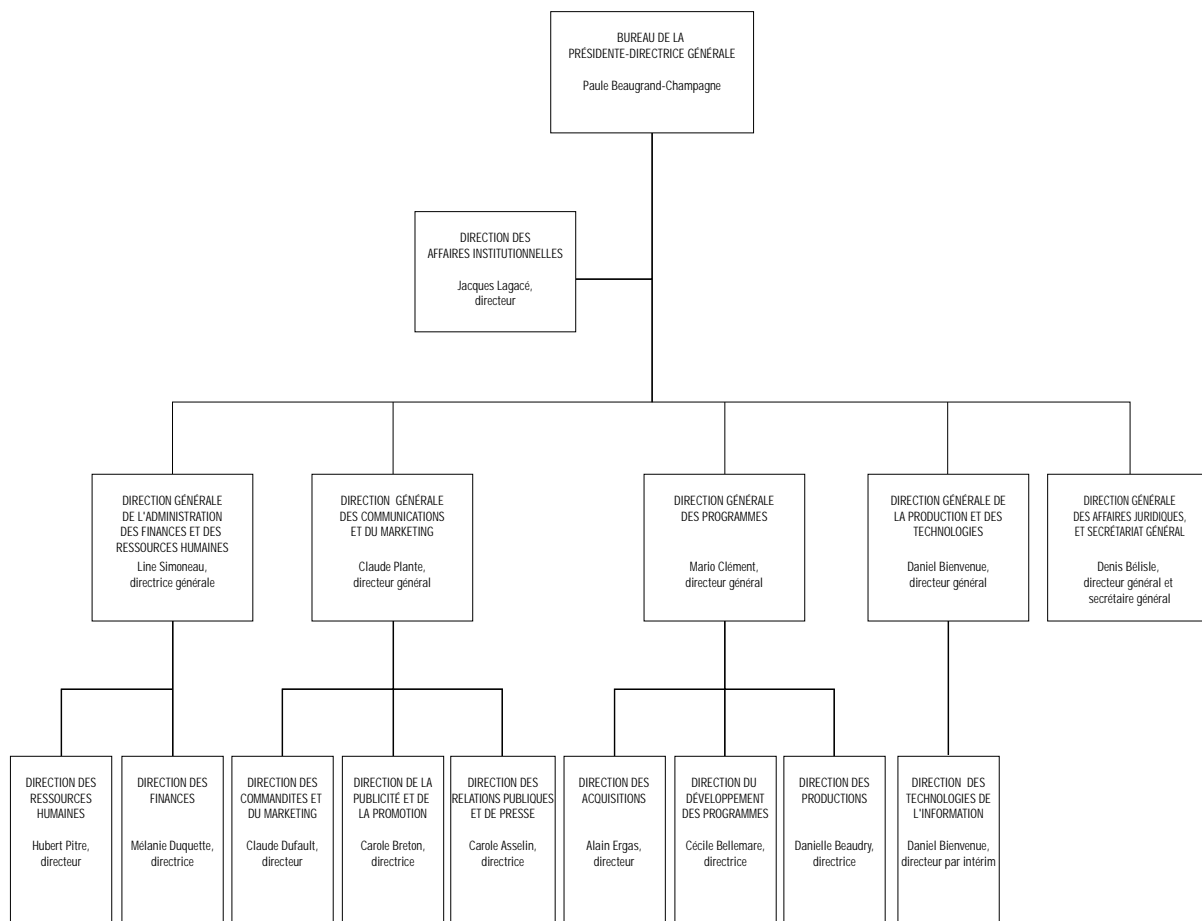 BUREAU DE LA
PRÉSIDENTE-DIRECTRICE GÉNÉRALE
Paule Beaugrand-Champagne
DIRECTION DES
AFFAIRES INSTITUTIONNELLES
Jacques Lagacé,
directeur
DIRECTION GÉNÉRALE
DE L'ADMINISTRATION
DES FINANCES ET DES
RESSOURCES HUMAINES
Line Simoneau,
directrice générale
DIRECTION GÉNÉRALE
DES COMMUNICATIONS
ET DU MARKETING
Claude Plante,
directeur général
DIRECTION GÉNÉRALE
DES PROGRAMMES
Mario Clément,
directeur général
DIRECTION GÉNÉRALE DE
LA PRODUCTION ET DES
TECHNOLOGIES
Daniel Bienvenue,
directeur général
DIRECTION GÉNÉRALE
DES AFFAIRES JURIDIQUES,
ET SECRÉTARIAT GÉNÉRAL
Denis Bélisle,
directeur général et
secrétaire général
DIRECTION DES
RESSOURCES
HUMAINES
Hubert Pitre,
directeur
DIRECTION DES
FINANCES
Mélanie Duquette,
directrice
DIRECTION DES
COMMANDITES ET
DU MARKETING
Claude Dufault,
directeur
DIRECTION DE LA
PUBLICITÉ ET DE
LA PROMOTION
Carole Breton,
directrice
DIRECTION DES
RELATIONS PUBLIQUES
ET DE PRESSE
Carole Asselin,
directrice
DIRECTION DES
ACQUISITIONS
Alain Ergas,
directeur
DIRECTION DU
DÉVELOPPEMENT
DES PROGRAMMES
Cécile Bellemare,
directrice
DIRECTION DES
PRODUCTIONS
Danielle Beaudry,
directrice
DIRECTION DES
TECHNOLOGIES DE
L'INFORMATION
Daniel Bienvenue,
directeur par intérim